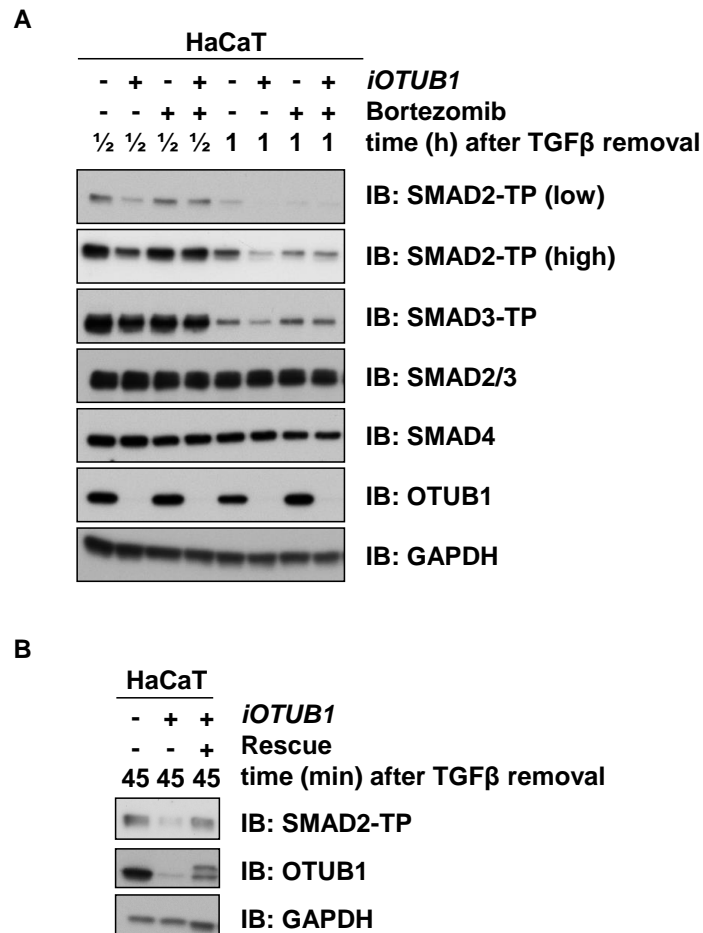 A
HaCaT
- + - + - + - + iOTUB1
- - + + - - + + Bortezomib
½ ½ ½ ½ 1 1 1 1 time (h) after TGFβ removal
IB: SMAD2-TP (low)
IB: SMAD2-TP (high)
IB: SMAD3-TP
IB: SMAD2/3
IB: SMAD4
IB: OTUB1
IB: GAPDH
B
HaCaT
- + + iOTUB1
- - + Rescue
45 45 45 time (min) after TGFβ removal
IB: SMAD2-TP
IB: OTUB1
IB: GAPDH